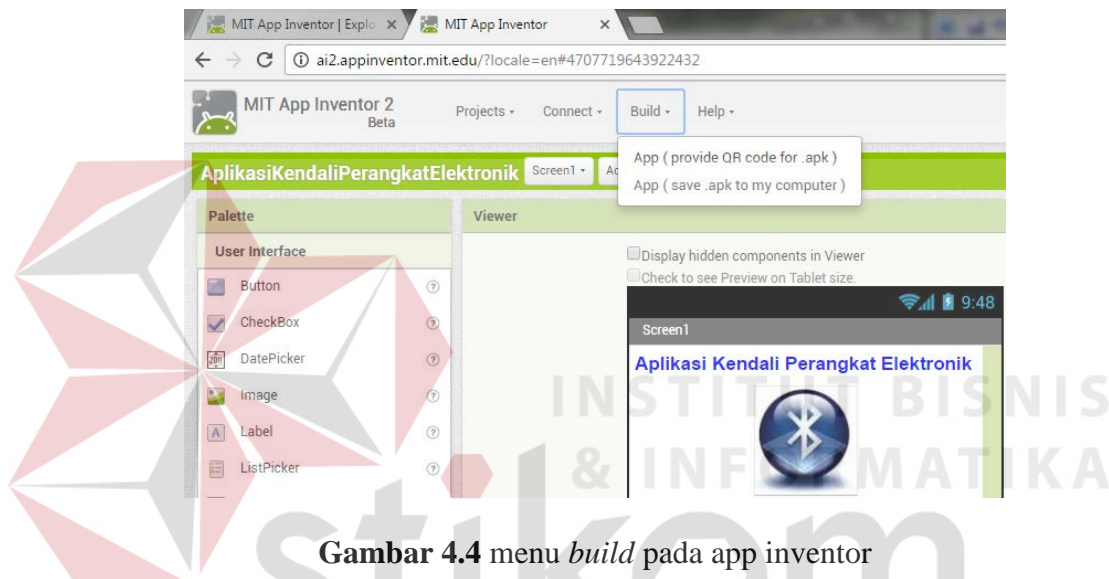 MIT App Inventor | Explo
MIT App Inventor
ai2.appinventor.mit.edu/?locale=en#4707719643922432
MIT App Inventor 2
Beta
Projects
Connect
Build
Help
App ( provide QR code for .apk )
App ( save .apk to my computer )
AplikasiKendaliPerangkatElektronik
Screen1
Palette
Viewer
User Interface
Display hidden components in Viewer
Check to see Preview on Tablet size.
Button
CheckBox
DatePicker
Image
Label
ListPicker
9:48
Screen1
Aplikasi Kendali Perangkat Elektronik
INSTITUT BISNIS
& INFORMATIKA
stikom
Gambar 4.4 menu build pada app inventor